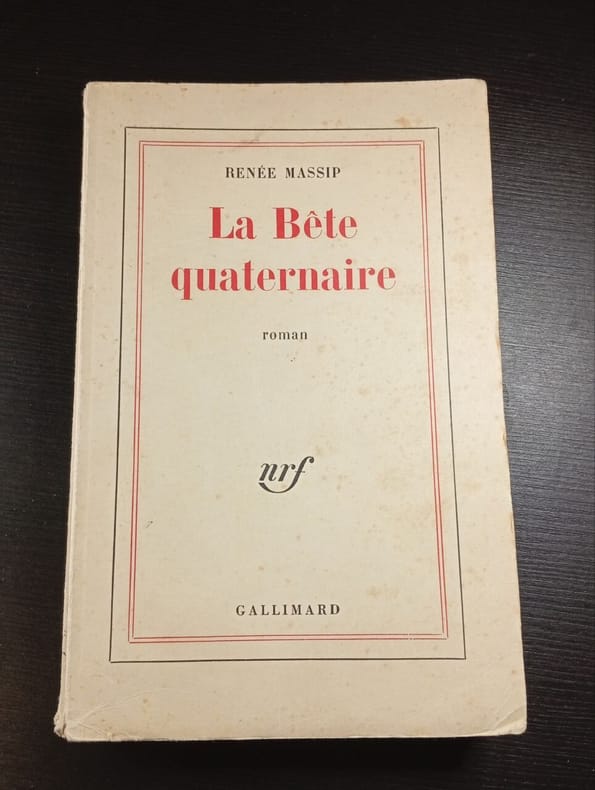 RENÉE MASSIP
La Bête
quaternaire
roman
nrf
GALLIMARD